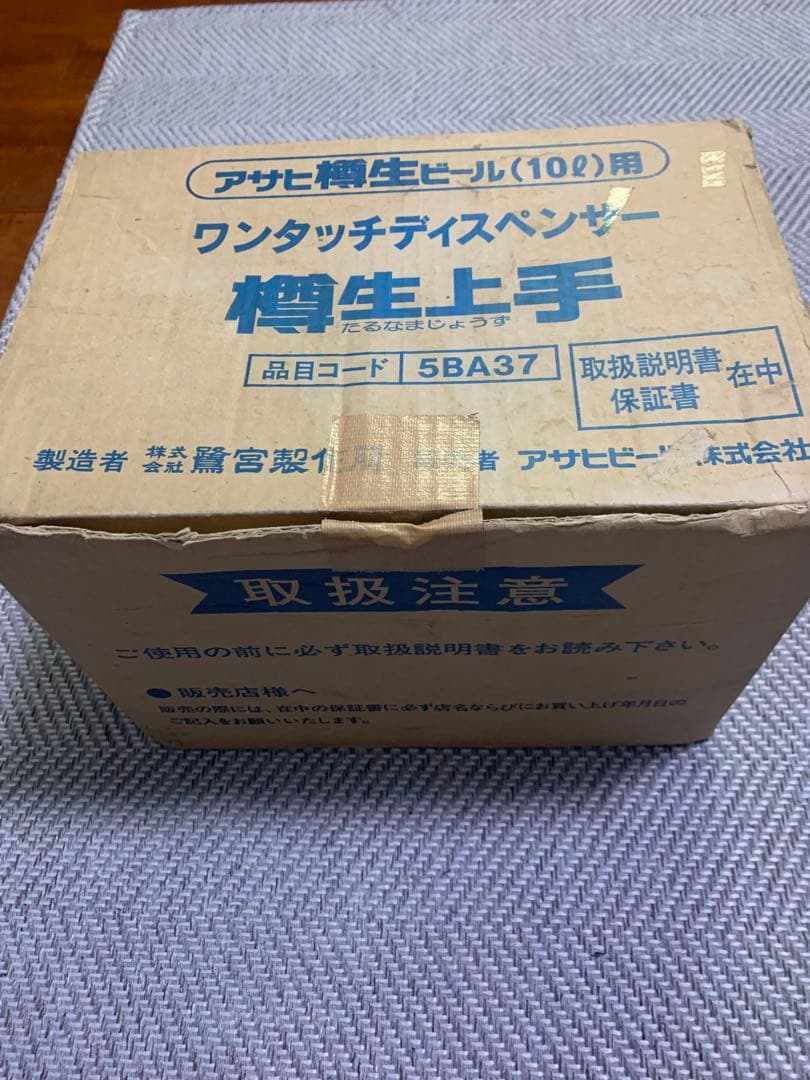 アサヒ樽生ビール(10ℓ)用
ワンタッチディスペンサー
樽生上手
たるなまじょうず
品目コード 5BA37
取扱説明書
保証書
在中
製造者 株式会社 鷺宮製作所 者 アサヒビール株式会社
取扱注意
ご使用の前に必ず取扱説明書をお読み下さい。
●販売店様へ
販売の際には、在中の保証書に必ず店名ならびにお買い上げ年月日の
ご記入をお願いいたします。